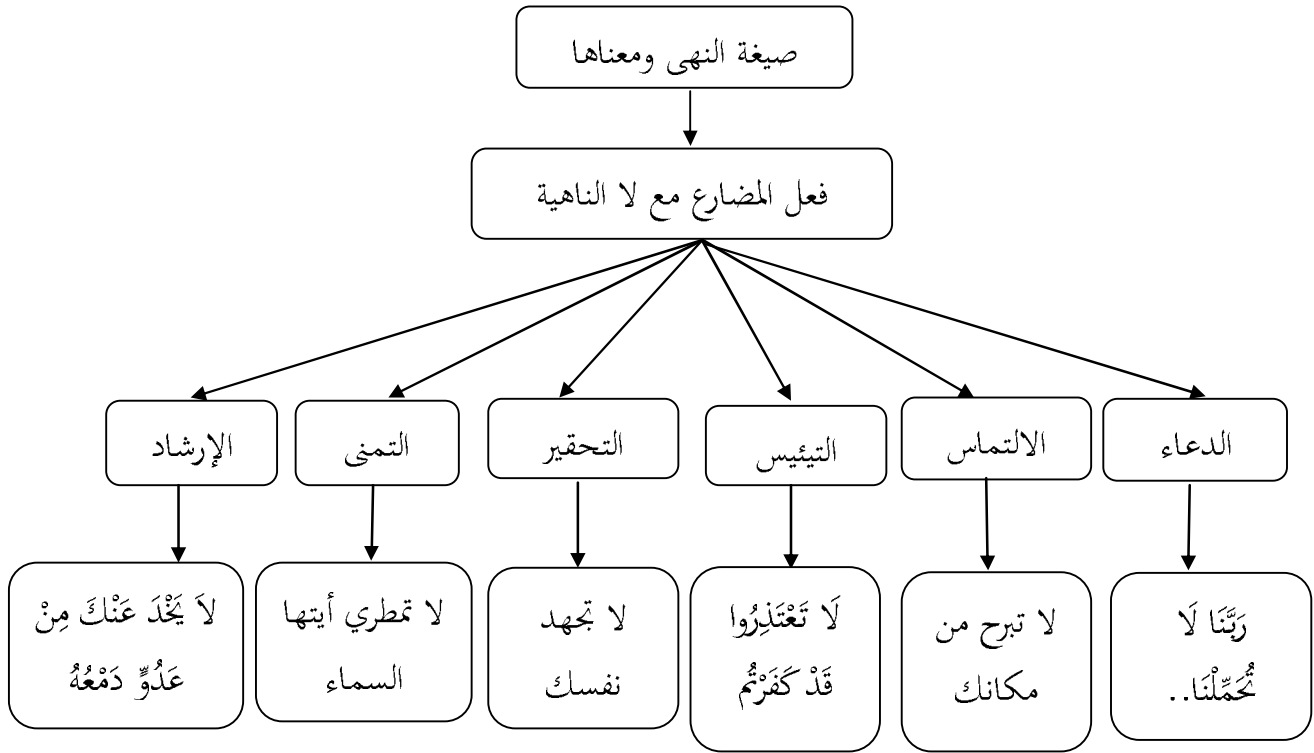 صيغة النهى ومعناها
فعل المضارع مع لا الناهية
الدعاء
الالتماس
التيئيس
التحقير
التمنى
الإرشاد
رَبَّنَا لَا
تُحَمِّلْنَا..
لا تبرح من
مكانك
لَا تَعْتَذِرُوا
قَدْ كَفَرْتُم
لا تجهد
نفسك
لا تمطري أيتها
السماء
لاَ يَخْدَ عَنْكَ مِنْ
عَدُوٍّ دَمْعُهُ